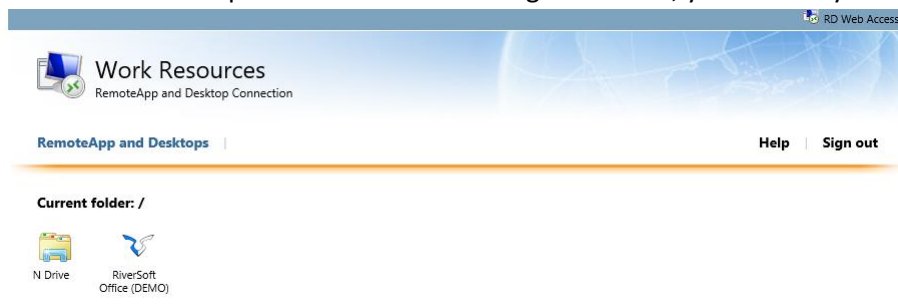 RD Web Access
Work Resources
RemoteApp and Desktop Connection
RemoteApp and Desktops | Help | Sign out
Current folder: /
N Drive RiverSoft
Office (DEMO)